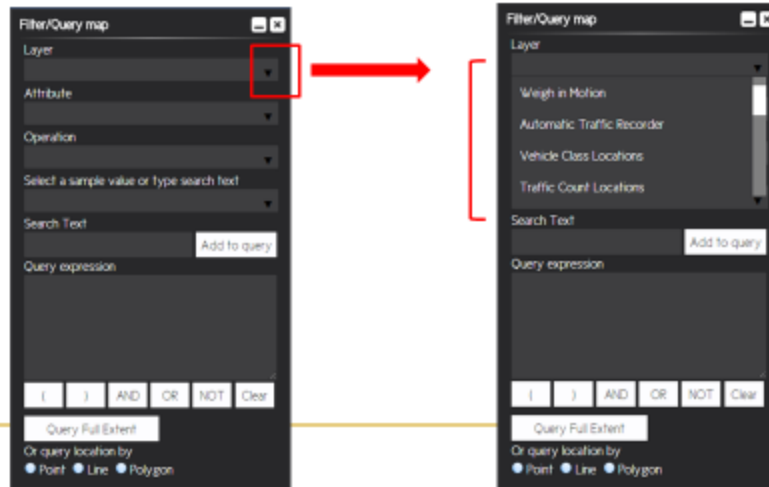 Filter/Query map
Layer
Attribute
Operation
Select a sample value or type search text
Search Text
Add to query
Query expression
( ) AND OR NOT Clear
Query Full Extent
Or query location by
Point Line Polygon
Filter/Query map
Layer
Weigh in Motion
Automatic Traffic Recorder
Vehicle Class Locations
Traffic Count Locations
Search Text
Add to query
Query expression
( ) AND OR NOT Clear
Query Full Extent
Or query location by
Point Line Polygon